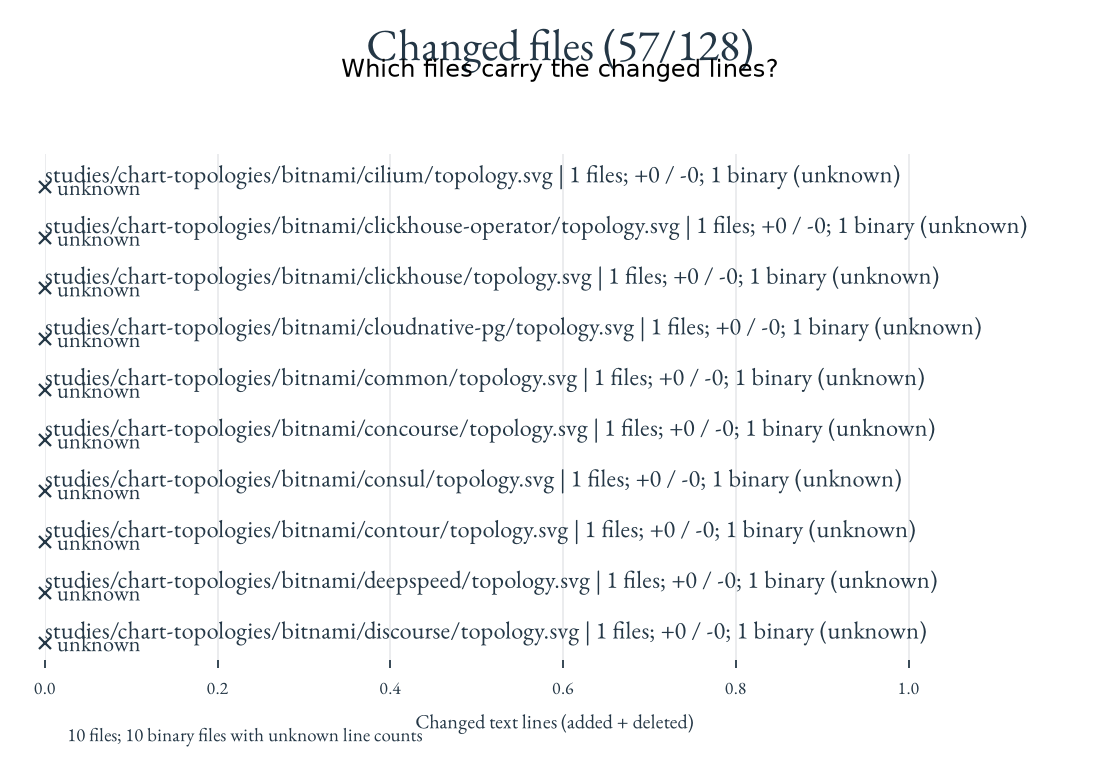 Changed files (57/128)
Which files carry the changed lines?
studies/chart-topologies/bitnami/cilium/topology.svg | 1 files; +0 / -0; 1 binary (unknown)
unknown
studies/chart-topologies/bitnami/clickhouse-operator/topology.svg | 1 files; +0 / -0; 1 binary (unknown)
unknown
studies/chart-topologies/bitnami/clickhouse/topology.svg | 1 files; +0 / -0; 1 binary (unknown)
unknown
studies/chart-topologies/bitnami/cloudnative-pg/topology.svg | 1 files; +0 / -0; 1 binary (unknown)
unknown
studies/chart-topologies/bitnami/common/topology.svg | 1 files; +0 / -0; 1 binary (unknown)
unknown
studies/chart-topologies/bitnami/concourse/topology.svg | 1 files; +0 / -0; 1 binary (unknown)
unknown
studies/chart-topologies/bitnami/consul/topology.svg | 1 files; +0 / -0; 1 binary (unknown)
unknown
studies/chart-topologies/bitnami/contour/topology.svg | 1 files; +0 / -0; 1 binary (unknown)
unknown
studies/chart-topologies/bitnami/deepspeed/topology.svg | 1 files; +0 / -0; 1 binary (unknown)
unknown
studies/chart-topologies/bitnami/discourse/topology.svg | 1 files; +0 / -0; 1 binary (unknown)
unknown
0.0 0.2 0.4 0.6 0.8 1.0
Changed text lines (added + deleted)
10 files; 10 binary files with unknown line counts